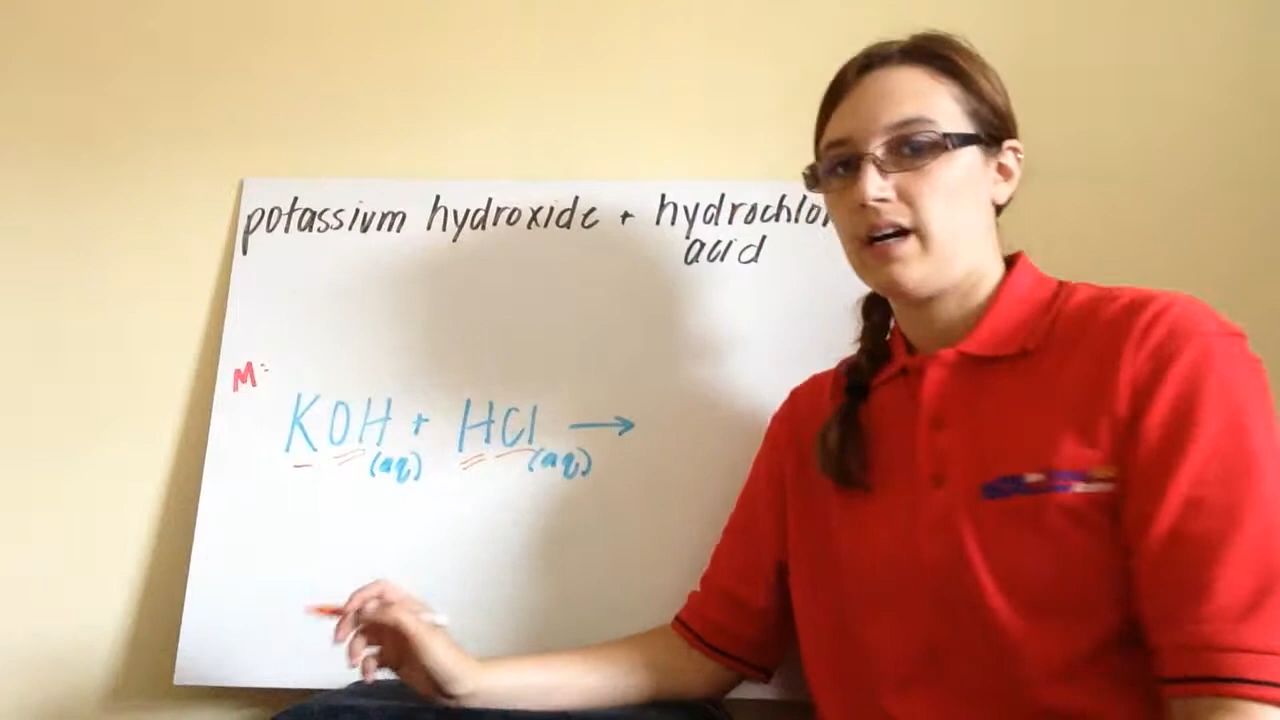 potassium hydroxide + hydrochlor
acid
M:
KOH(aq) + HCl(aq) →